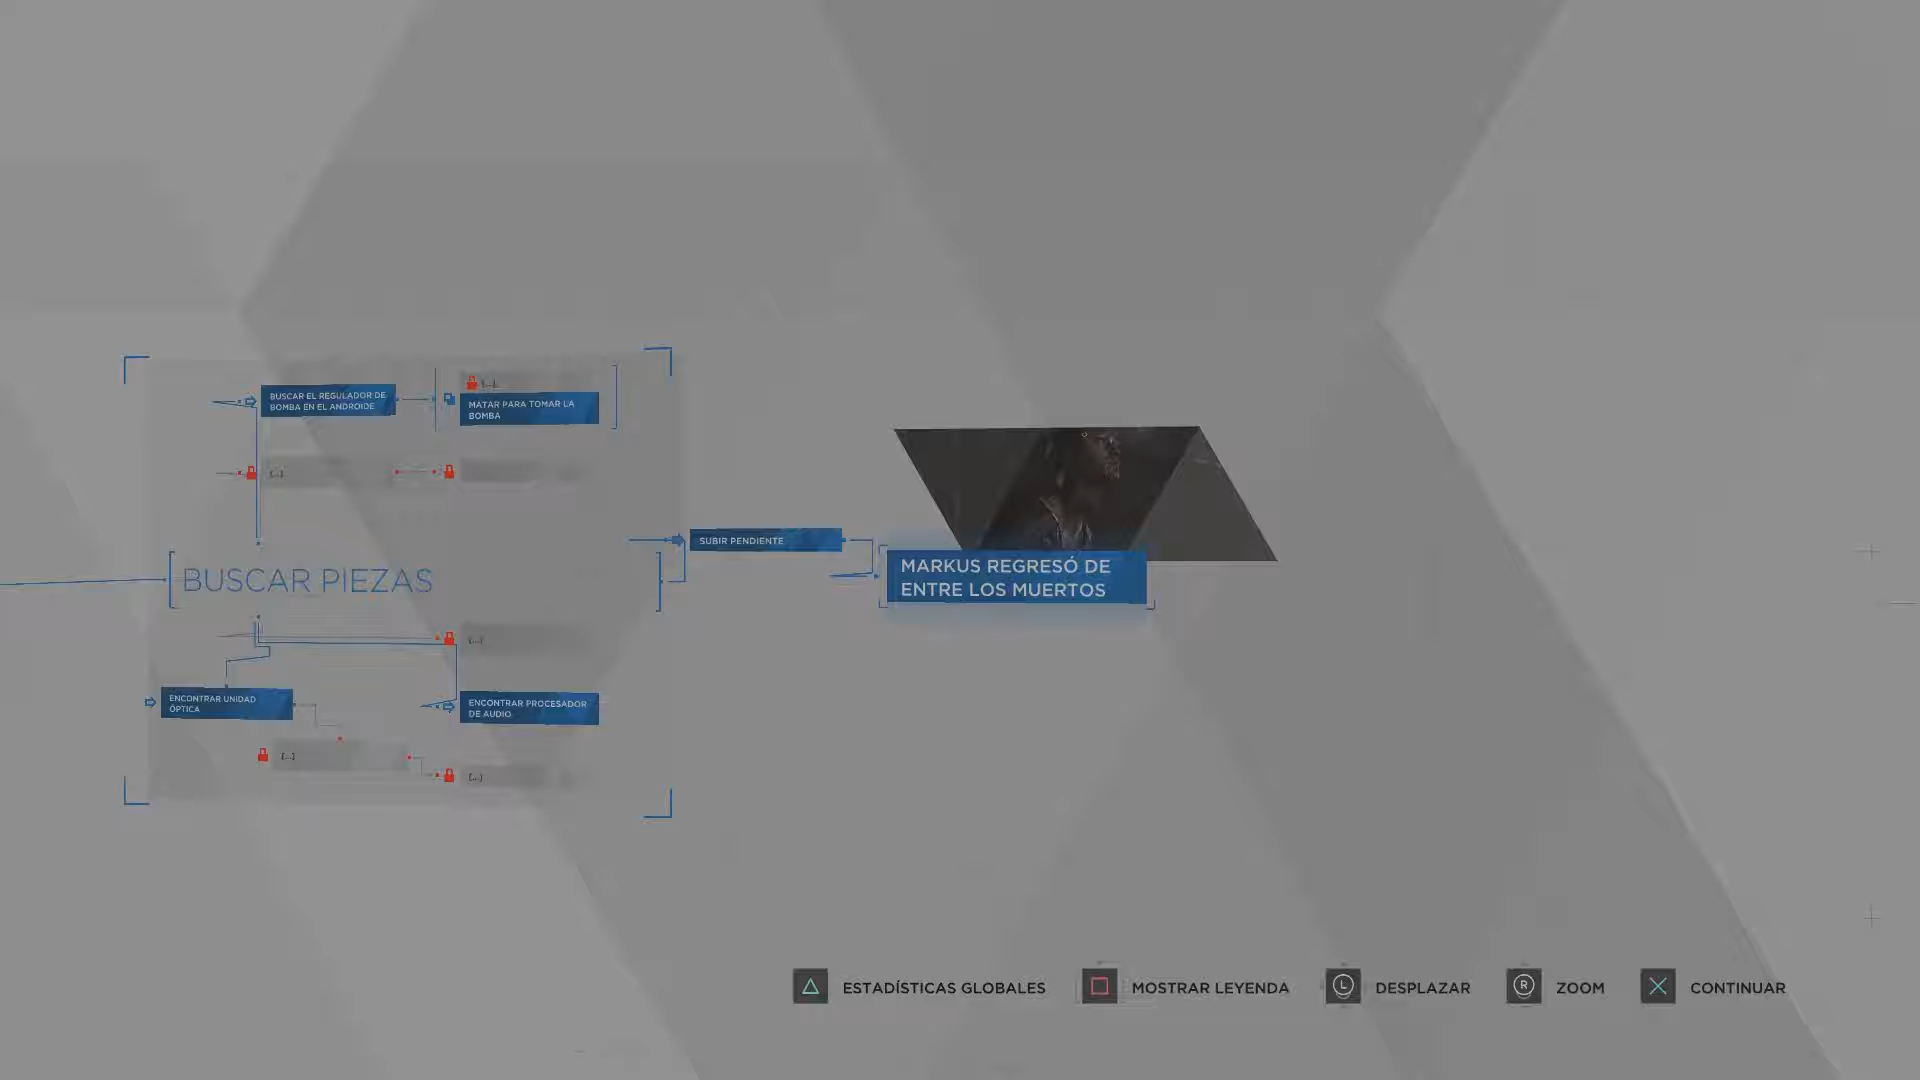 [...]
BUSCAR EL REGULADOR DE
BOMBA EN EL ANDROIDE
MATAR PARA TOMAR LA
BOMBA
[...]
SUBIR PENDIENTE
MARKUS REGRESÓ DE
ENTRE LOS MUERTOS
BUSCAR PIEZAS
[...]
ENCONTRAR UNIDAD
ÓPTICA
ENCONTRAR PROCESADOR
DE AUDIO
[...]
[...]
ESTADÍSTICAS GLOBALES
MOSTRAR LEYENDA
L
DESPLAZAR
R
ZOOM
CONTINUAR